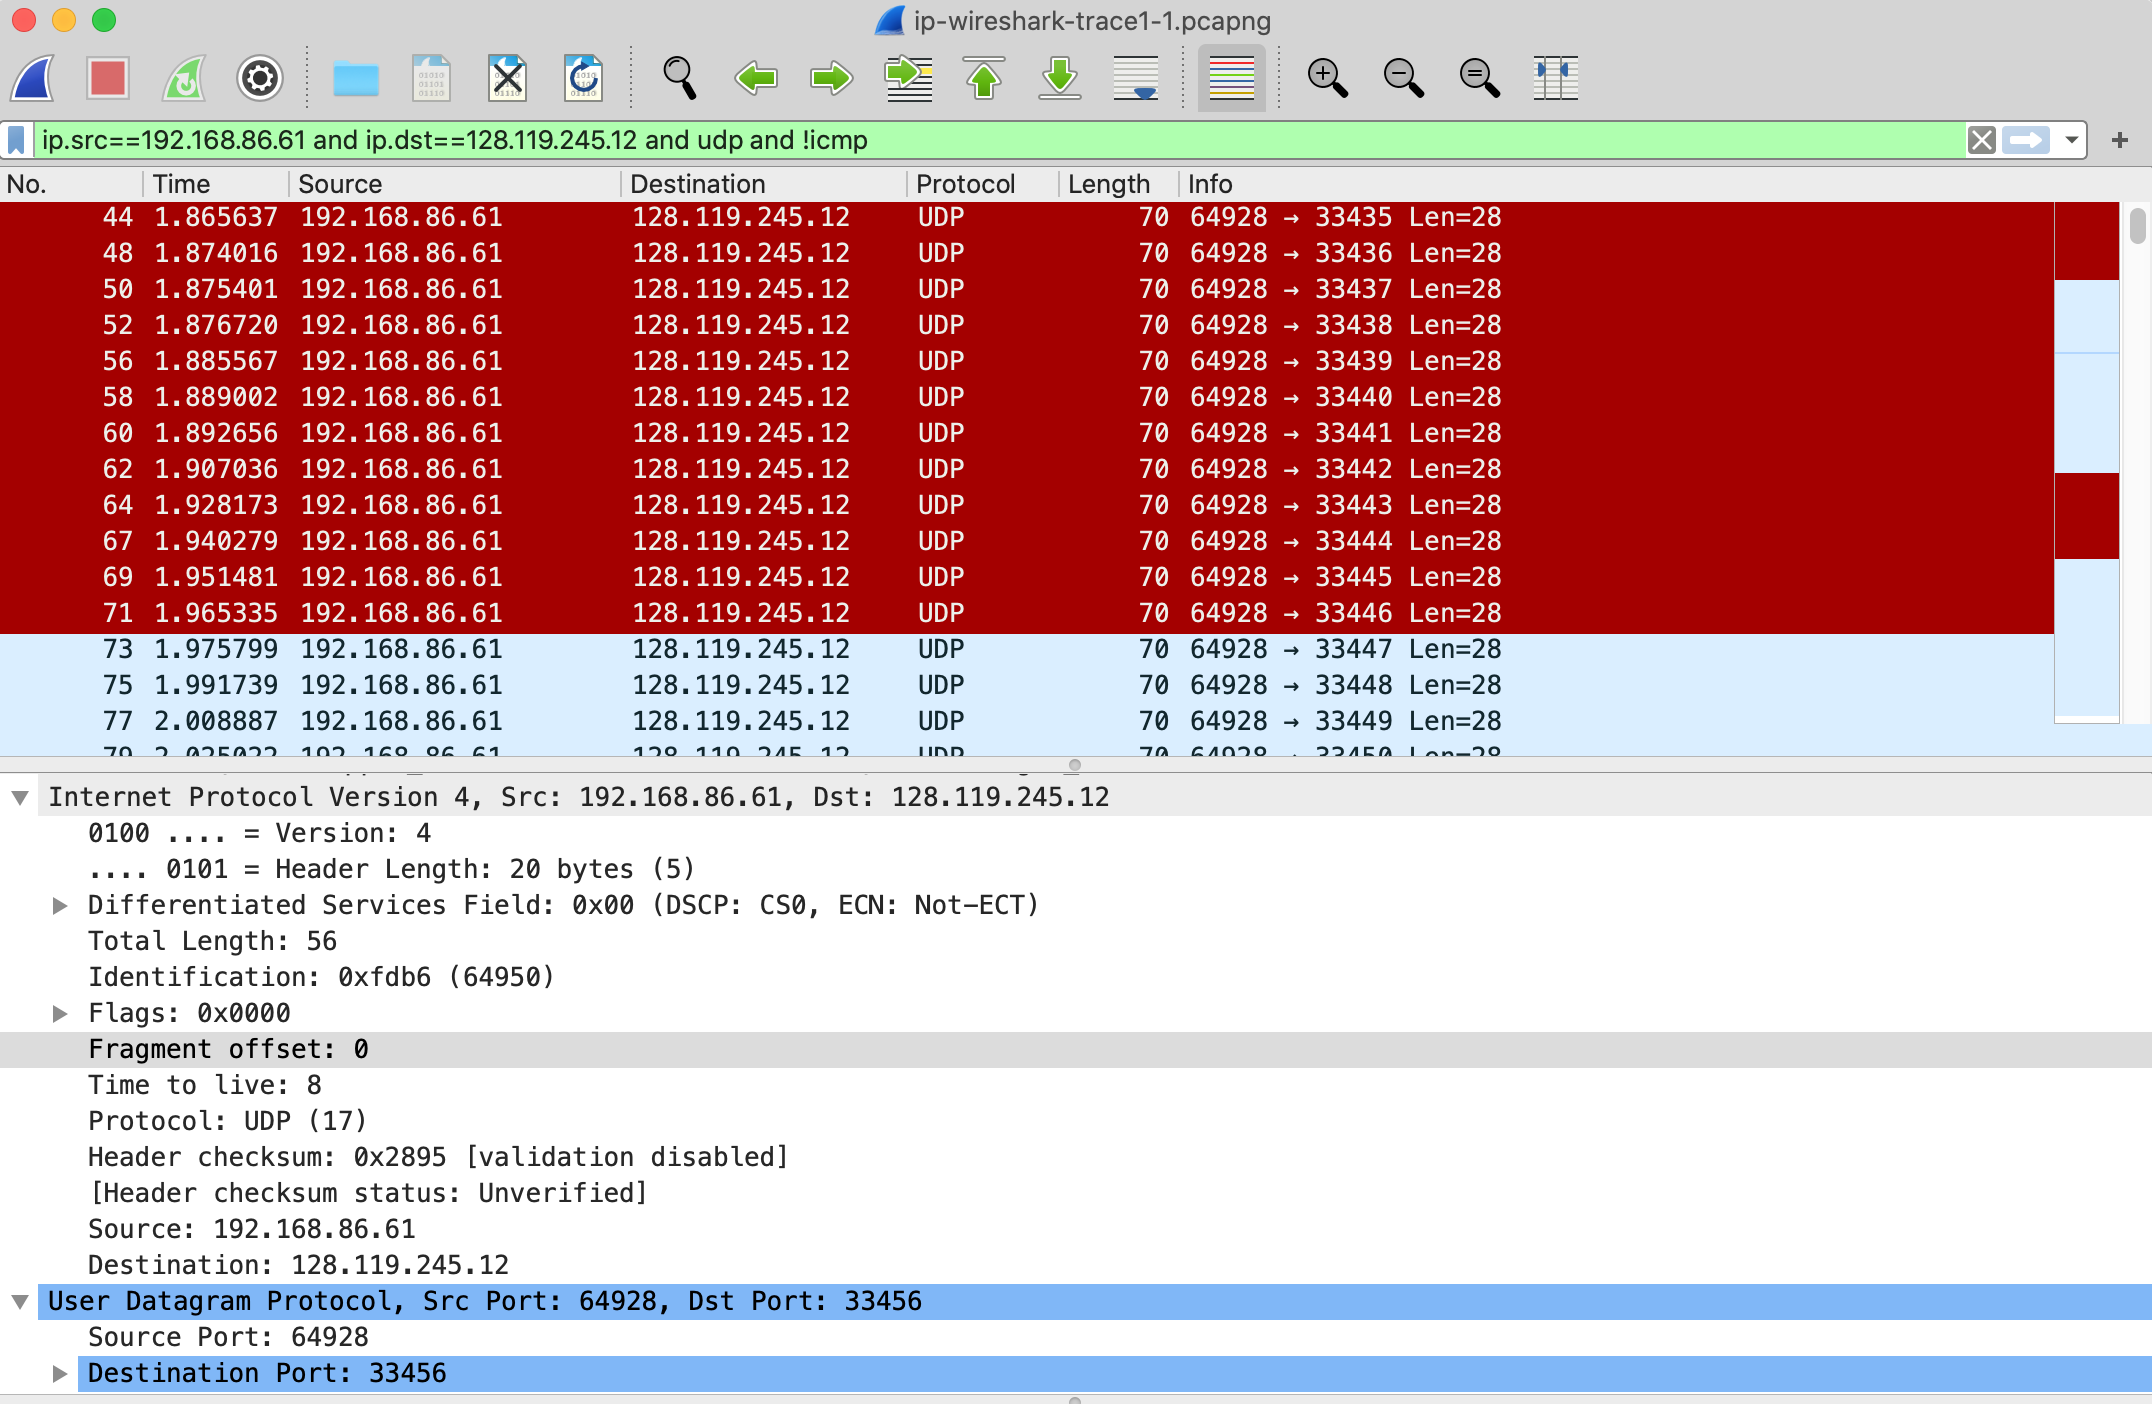 ip-wireshark-trace1-1.pcapng
ip.src==192.168.86.61 and ip.dst==128.119.245.12 and udp and !icmp
No. Time Source Destination Protocol Length Info
44 1.865637 192.168.86.61 128.119.245.12 UDP 70 64928 → 33435 Len=28
48 1.874016 192.168.86.61 128.119.245.12 UDP 70 64928 → 33436 Len=28
50 1.875401 192.168.86.61 128.119.245.12 UDP 70 64928 → 33437 Len=28
52 1.876720 192.168.86.61 128.119.245.12 UDP 70 64928 → 33438 Len=28
56 1.885567 192.168.86.61 128.119.245.12 UDP 70 64928 → 33439 Len=28
58 1.889002 192.168.86.61 128.119.245.12 UDP 70 64928 → 33440 Len=28
60 1.892656 192.168.86.61 128.119.245.12 UDP 70 64928 → 33441 Len=28
62 1.907036 192.168.86.61 128.119.245.12 UDP 70 64928 → 33442 Len=28
64 1.928173 192.168.86.61 128.119.245.12 UDP 70 64928 → 33443 Len=28
67 1.940279 192.168.86.61 128.119.245.12 UDP 70 64928 → 33444 Len=28
69 1.951481 192.168.86.61 128.119.245.12 UDP 70 64928 → 33445 Len=28
71 1.965335 192.168.86.61 128.119.245.12 UDP 70 64928 → 33446 Len=28
73 1.975799 192.168.86.61 128.119.245.12 UDP 70 64928 → 33447 Len=28
75 1.991739 192.168.86.61 128.119.245.12 UDP 70 64928 → 33448 Len=28
77 2.008887 192.168.86.61 128.119.245.12 UDP 70 64928 → 33449 Len=28
79 2.025022 192.168.86.61 128.119.245.12 UDP 70 64928 → 33450 Len=28
Internet Protocol Version 4, Src: 192.168.86.61, Dst: 128.119.245.12
0100 .... = Version: 4
.... 0101 = Header Length: 20 bytes (5)
Differentiated Services Field: 0x00 (DSCP: CS0, ECN: Not-ECT)
Total Length: 56
Identification: 0xfdb6 (64950)
Flags: 0x0000
Fragment offset: 0
Time to live: 8
Protocol: UDP (17)
Header checksum: 0x2895 [validation disabled]
[Header checksum status: Unverified]
Source: 192.168.86.61
Destination: 128.119.245.12
User Datagram Protocol, Src Port: 64928, Dst Port: 33456
Source Port: 64928
Destination Port: 33456